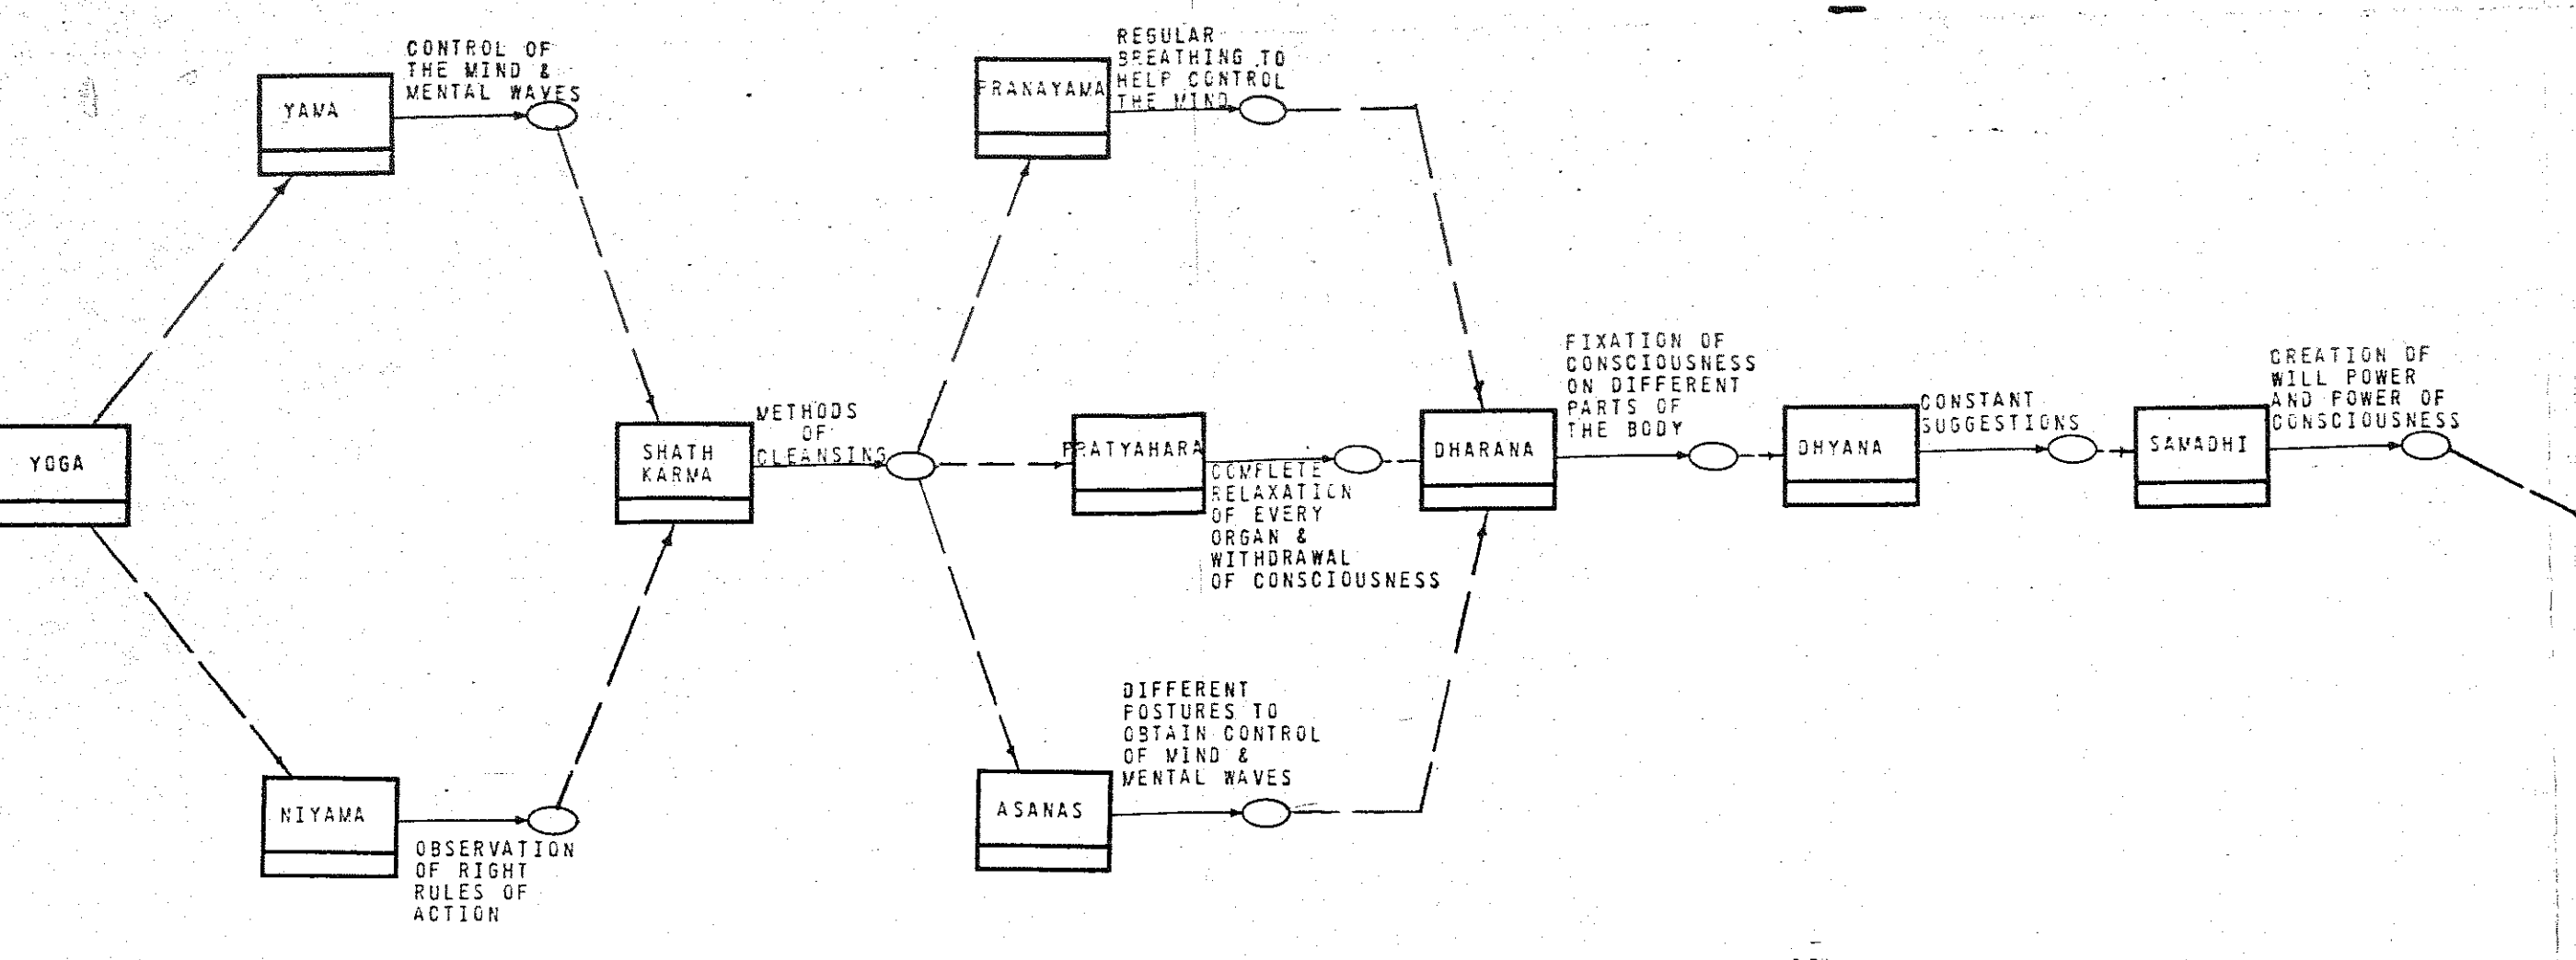 YOGA
YAMA
CONTROL OF
THE MIND &
MENTAL WAVES
NIYAMA
OBSERVATION
OF RIGHT
RULES OF
ACTION
SHATH
KARMA
METHODS
OF
CLEANSING
PRANAYAMA
REGULAR
BREATHING TO
HELP CONTROL
THE MIND
PRATYAHARA
COMPLETE
RELAXATION
OF EVERY
ORGAN &
WITHDRAWAL
OF CONSCIOUSNESS
ASANAS
DIFFERENT
POSTURES TO
OBTAIN CONTROL
OF MIND &
MENTAL WAVES
DHARANA
FIXATION OF
CONSCIOUSNESS
ON DIFFERENT
PARTS OF
THE BODY
DHYANA
CONSTANT
SUGGESTIONS
SAMADHI
CREATION OF
WILL POWER
AND POWER OF
CONSCIOUSNESS